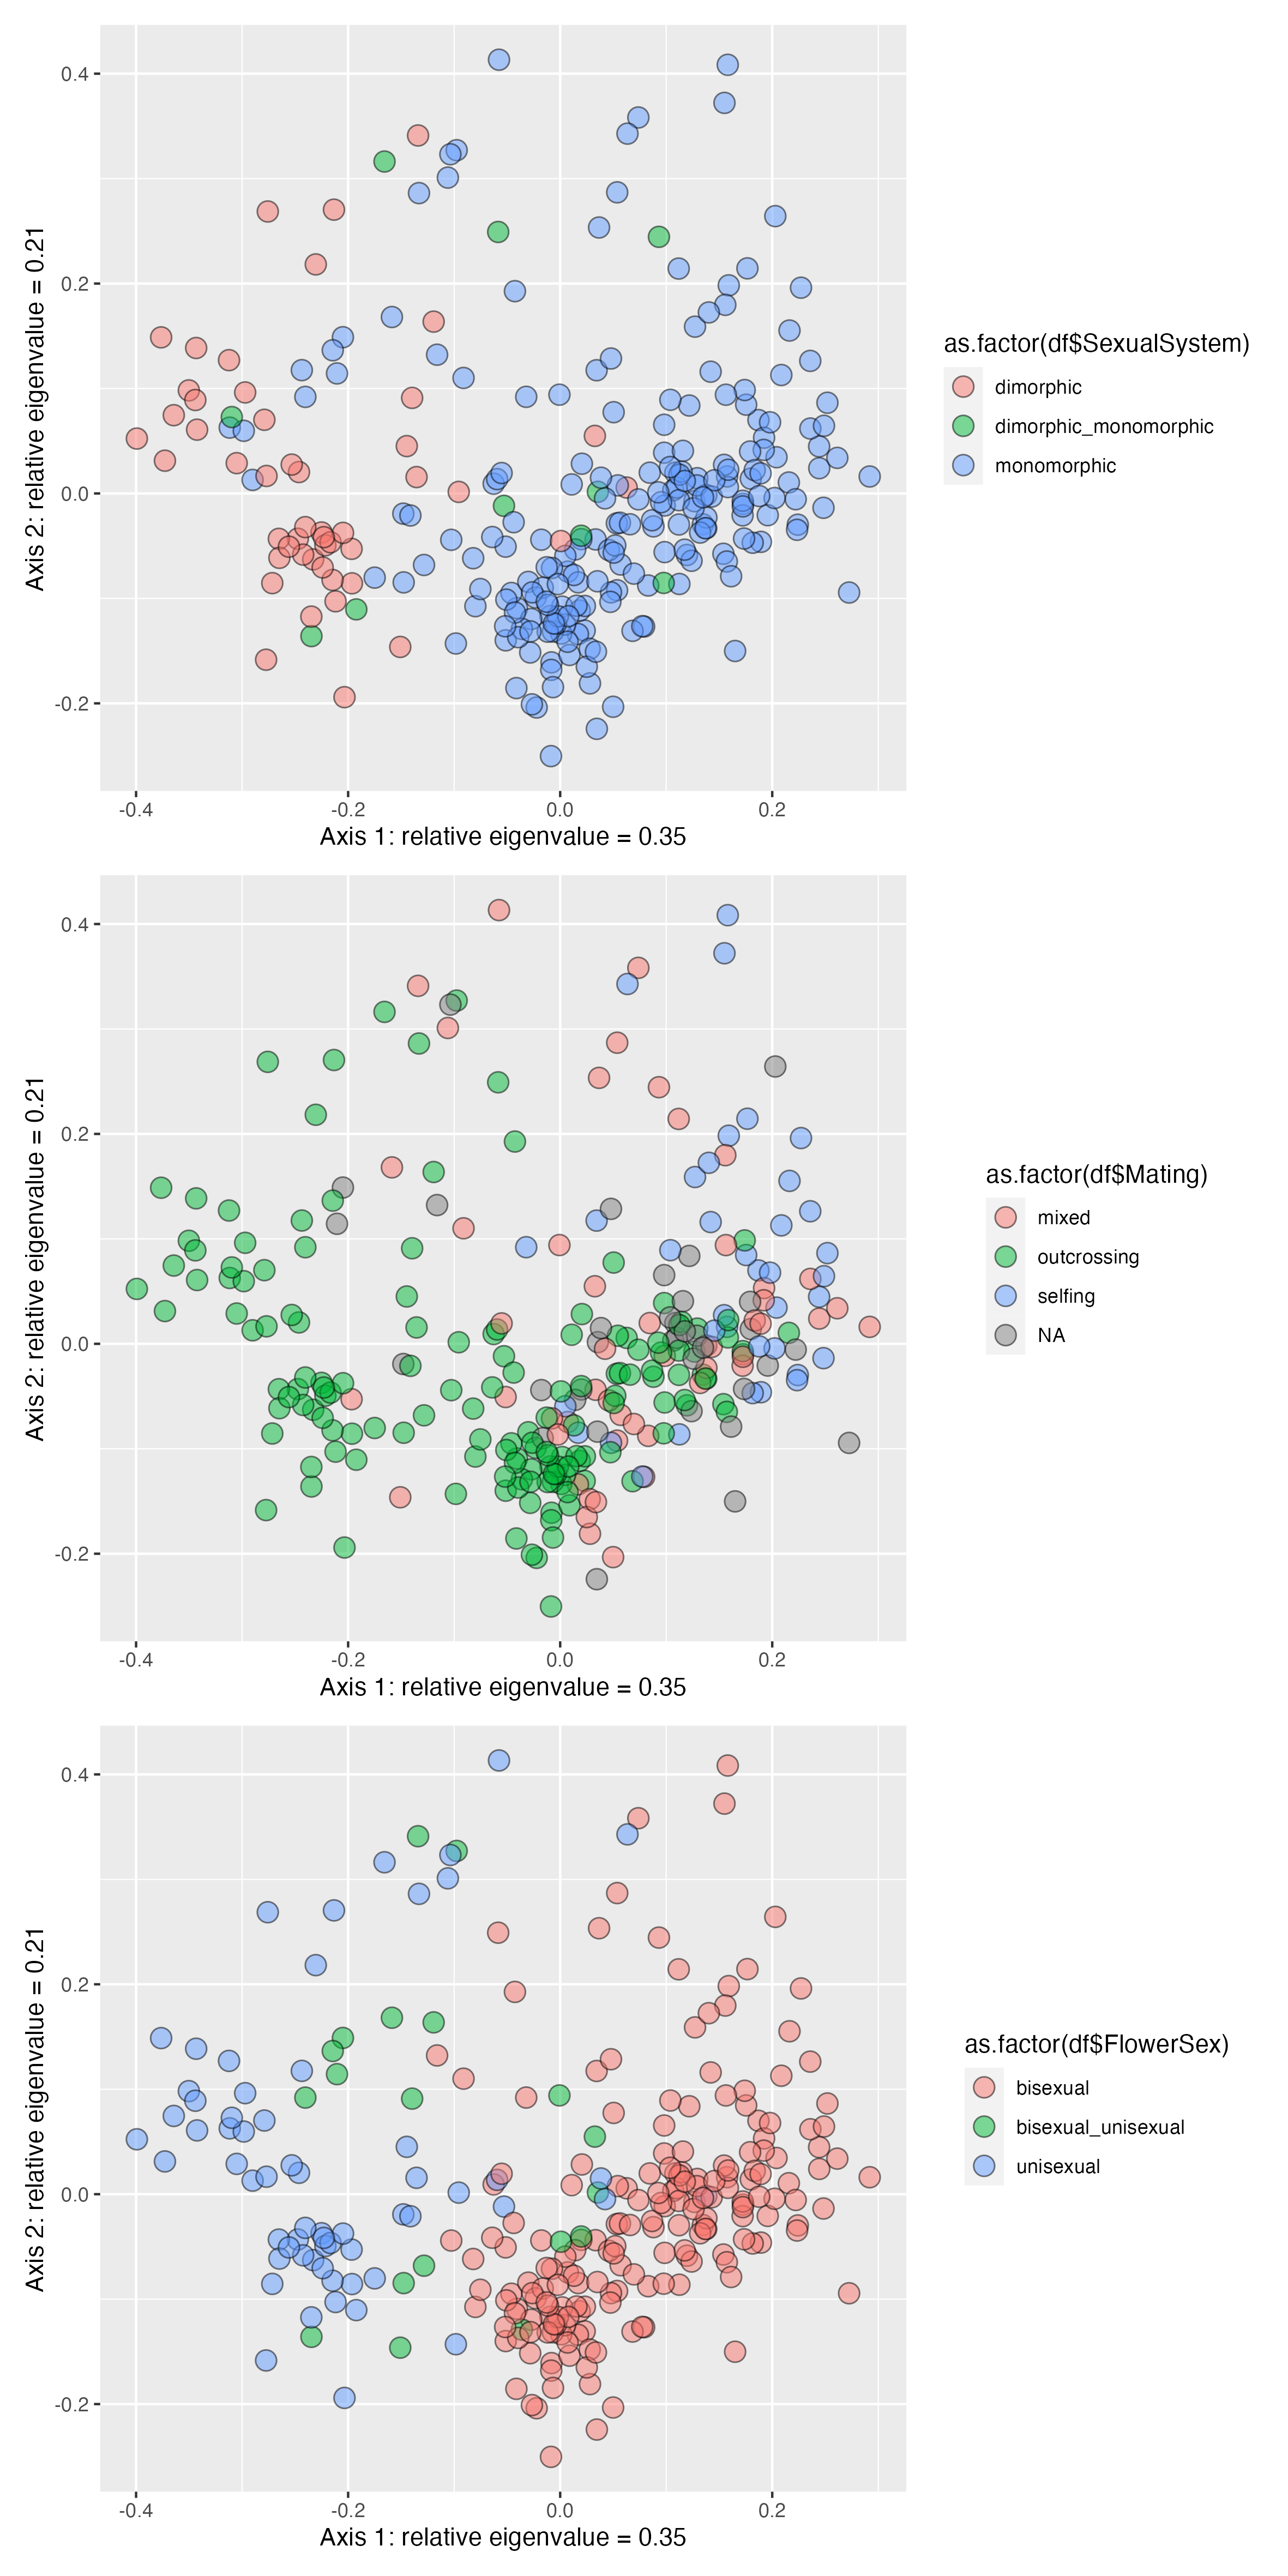 0.4
0.2
0.0
-0.2
Axis 2: relative eigenvalue = 0.21
-0.4
-0.2
0.0
0.2
Axis 1: relative eigenvalue = 0.35
as.factor(df$SexualSystem)
dimorphic
dimorphic_monomorphic
monomorphic
0.4
0.2
0.0
-0.2
Axis 2: relative eigenvalue = 0.21
-0.4
-0.2
0.0
0.2
Axis 1: relative eigenvalue = 0.35
as.factor(df$Mating)
mixed
outcrossing
selfing
NA
0.4
0.2
0.0
-0.2
Axis 2: relative eigenvalue = 0.21
-0.4
-0.2
0.0
0.2
Axis 1: relative eigenvalue = 0.35
as.factor(df$FlowerSex)
bisexual
bisexual_unisexual
unisexual